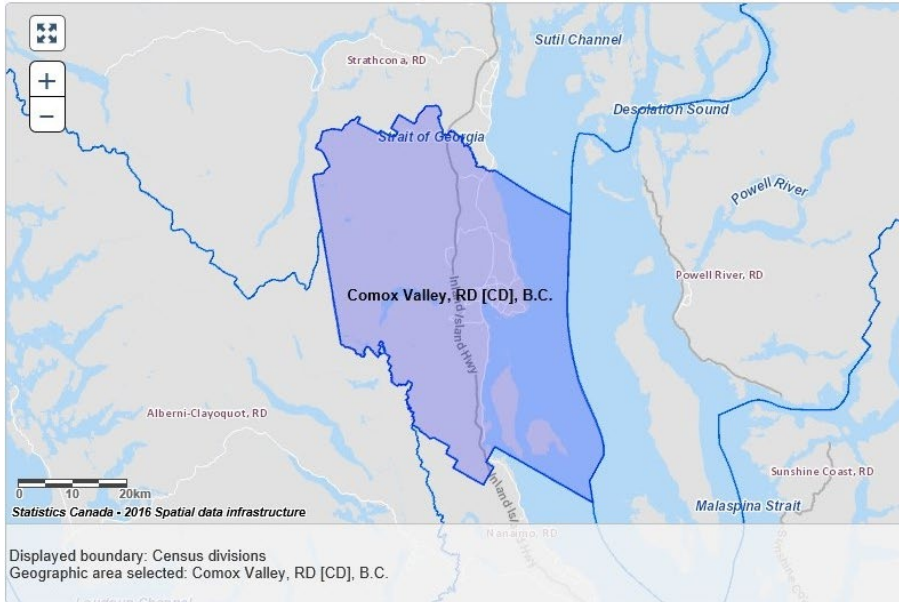 Sutil Channel
Strathcona, RD
+
−
Desolation Sound
Strait of Georgia
Powell River
Powell River, RD
Comox Valley, RD [CD], B.C.
Inland Island Hwy
Alberni-Clayoquot, RD
Sunshine Coast, RD
0 10 20km
Malaspina Strait
Statistics Canada - 2016 Spatial data infrastructure
Nanaimo, RD
Displayed boundary: Census divisions
Geographic area selected: Comox Valley, RD [CD], B.C.